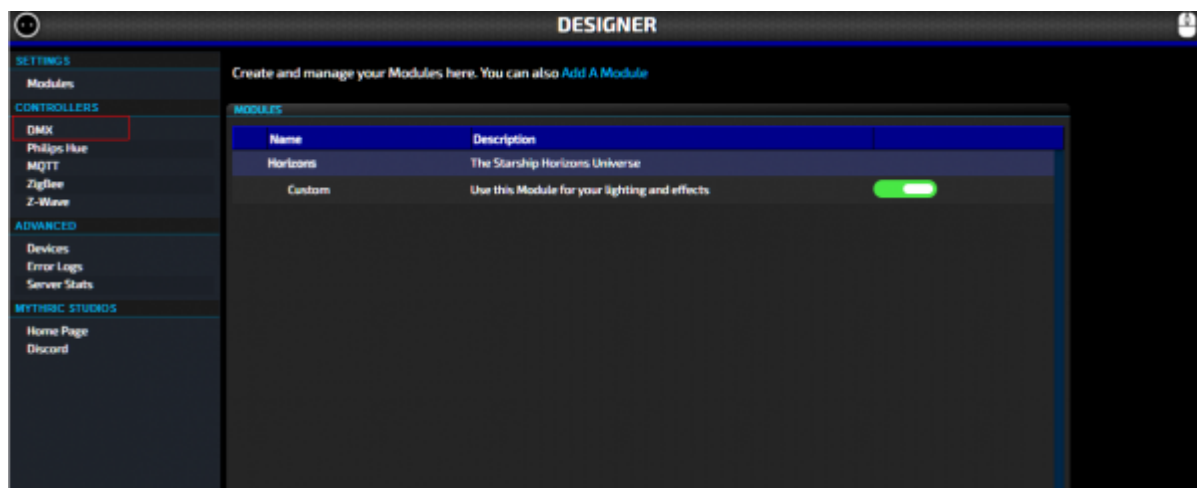 DESIGNER
SETTINGS
Modules
CONTROLLERS
DMX
Philips Hue
MQTT
ZigBee
Z-Wave
ADVANCED
Devices
Error Logs
Server Stats
MYTHRIC STUDIOS
Home Page
Discord
Create and manage your Modules here. You can also Add A Module
MODULES
Name Description
Horizons The Starship Horizons Universe
Custom Use this Module for your lighting and effects